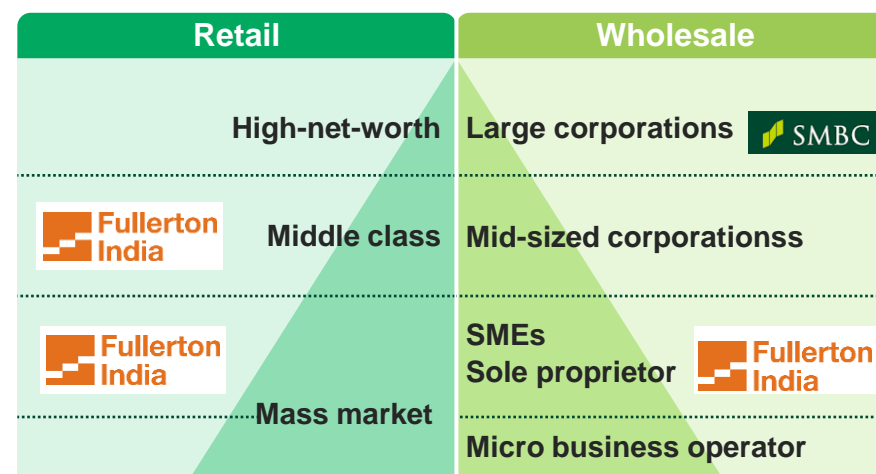 Retail
Wholesale
High-net-worth
Large corporations
SMBC
Fullerton
India
Middle class
Mid-sized corporationss
Fullerton
India
SMEs
Sole proprietor
Fullerton
India
Mass market
Micro business operator